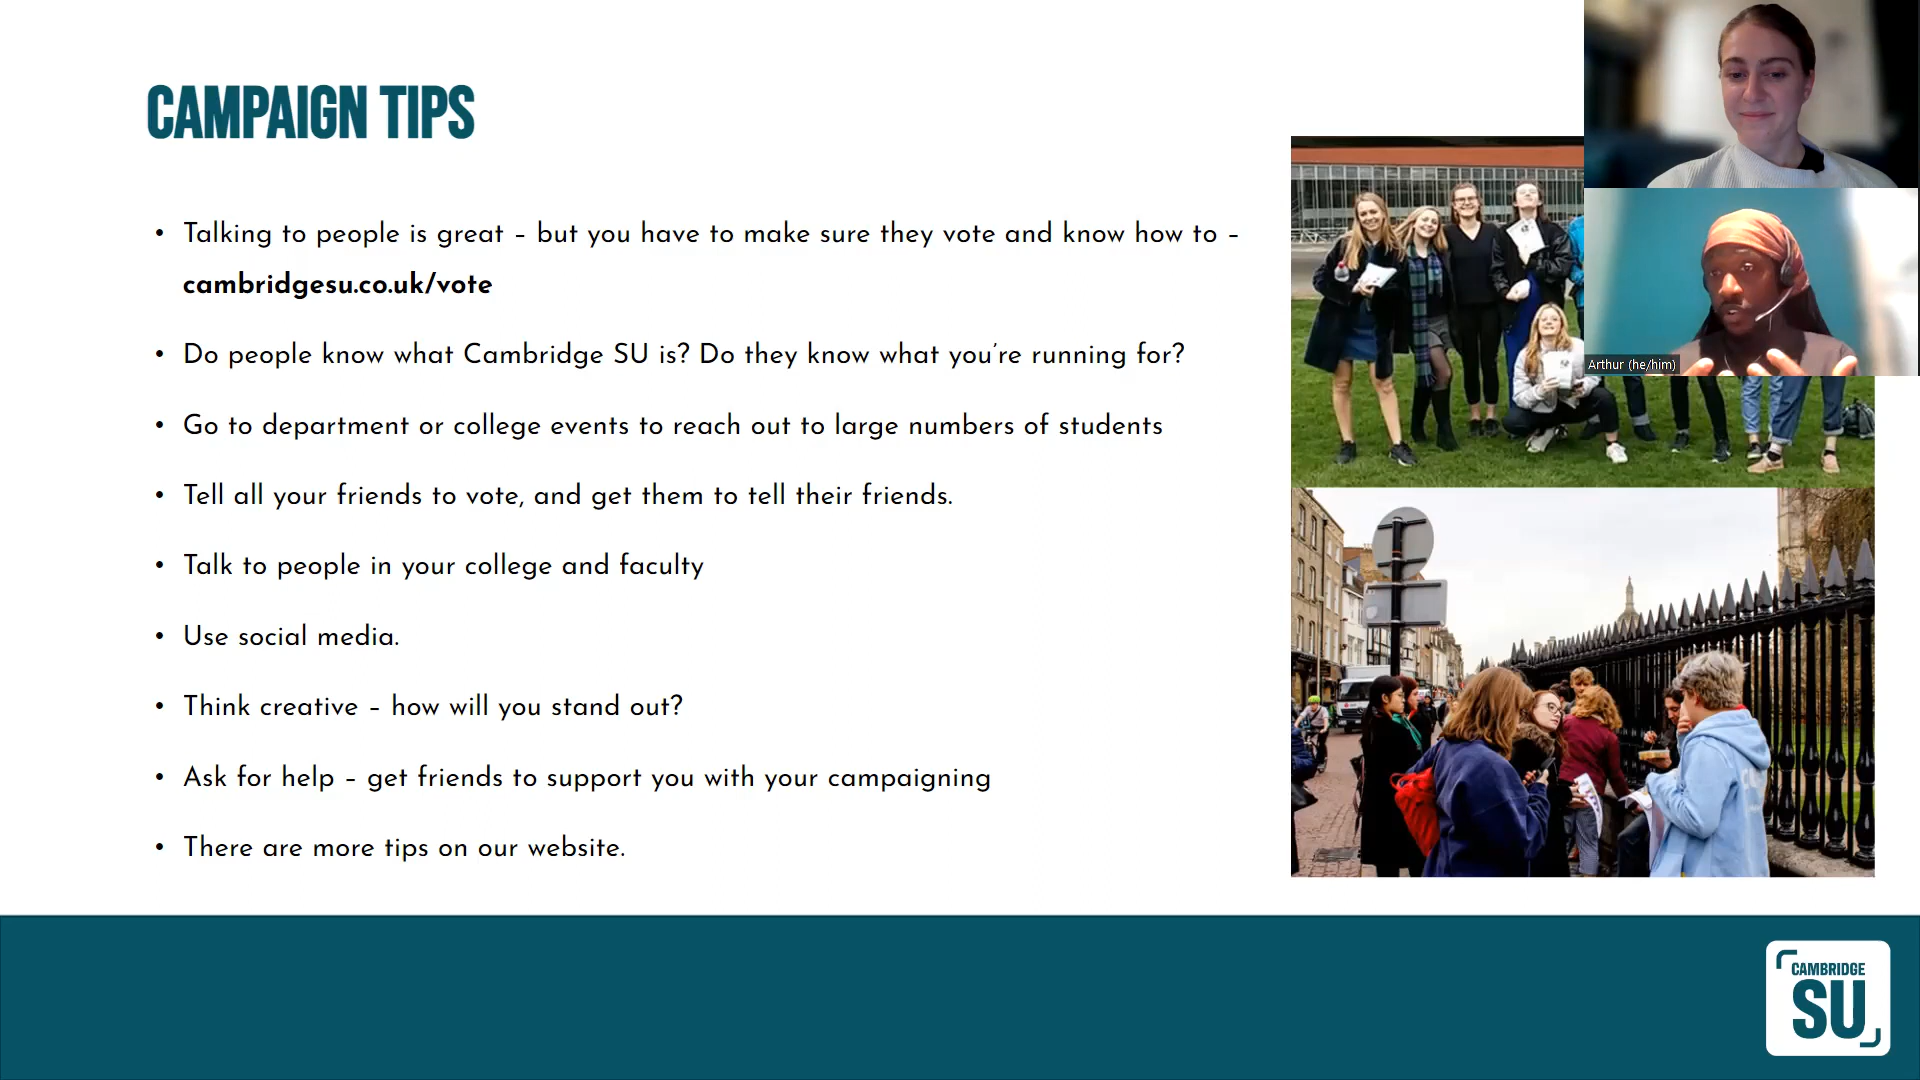 CAMPAIGN TIPS
• Talking to people is great – but you have to make sure they vote and know how to –
cambridgesu.co.uk/vote
• Do people know what Cambridge SU is? Do they know what you’re running for?
• Go to department or college events to reach out to large numbers of students
• Tell all your friends to vote, and get them to tell their friends.
• Talk to people in your college and faculty
• Use social media.
• Think creative – how will you stand out?
• Ask for help – get friends to support you with your campaigning
• There are more tips on our website.
Arthur (he/him)
CAMBRIDGE
SU